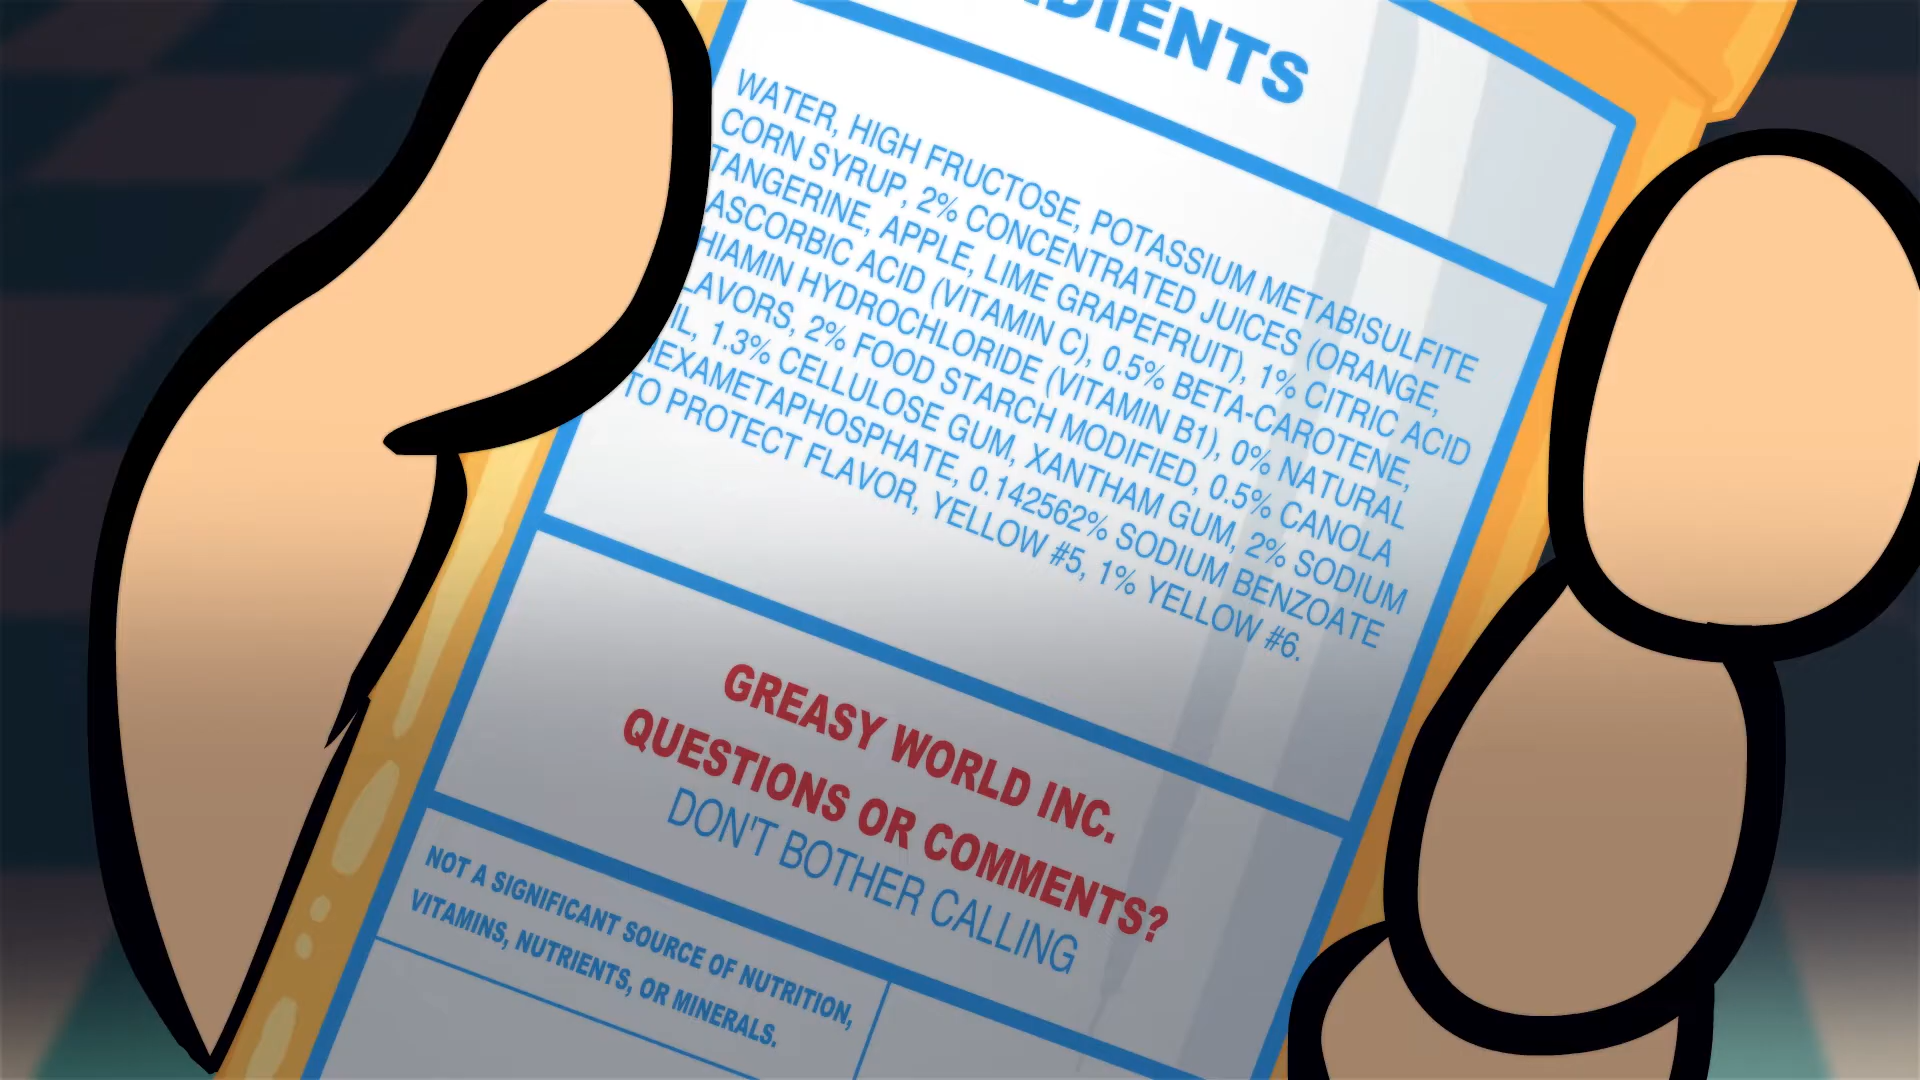 DIENTS
WATER, HIGH FRUCTOSE, POTASSIUM METABISULFITE
CORN SYRUP, 2% CONCENTRATED JUICES (ORANGE,
TANGERINE, APPLE, LIME GRAPEFRUIT), 1% CITRIC ACID
ASCORBIC ACID (VITAMIN C), 0.5% BETA-CAROTENE,
HIAMIN HYDROCHLORIDE (VITAMIN B1), 0% NATURAL
LAVORS, 2% FOOD STARCH MODIFIED, 0.5% CANOLA
IL, 1.3% CELLULOSE GUM, XANTHAM GUM, 2% SODIUM
HEXAMETAPHOSPHATE, 0.142562% SODIUM BENZOATE
TO PROTECT FLAVOR, YELLOW #5, 1% YELLOW #6.
GREASY WORLD INC.
QUESTIONS OR COMMENTS?
DON'T BOTHER CALLING
NOT A SIGNIFICANT SOURCE OF NUTRITION,
VITAMINS, NUTRIENTS, OR MINERALS.